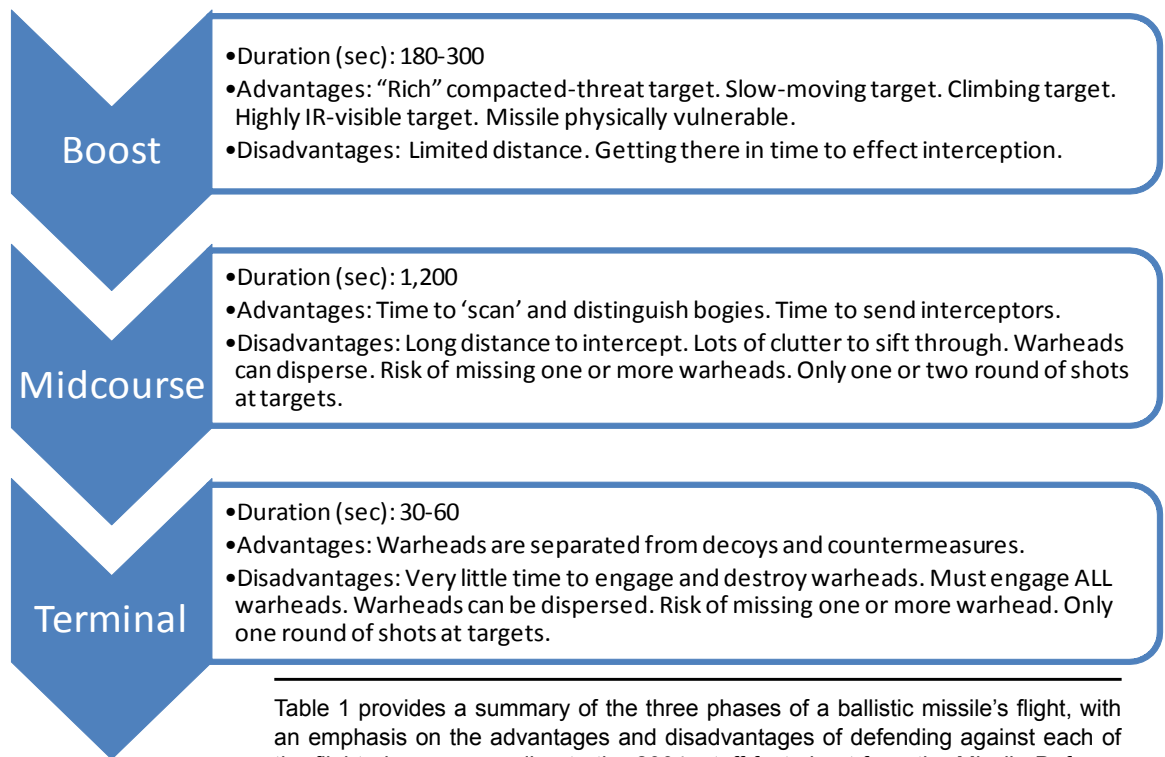 Boost
•Duration (sec): 180-300
•Advantages: “Rich” compacted-threat target. Slow-moving target. Climbing target.
Highly IR-visible target. Missile physically vulnerable.
•Disadvantages: Limited distance. Getting there in time to effect interception.
Midcourse
•Duration (sec): 1,200
•Advantages: Time to ‘scan’ and distinguish bogies. Time to send interceptors.
•Disadvantages: Long distance to intercept. Lots of clutter to sift through. Warheads
can disperse. Risk of missing one or more warheads. Only one or two round of shots
at targets.
Terminal
•Duration (sec): 30-60
•Advantages: Warheads are separated from decoys and countermeasures.
•Disadvantages: Very little time to engage and destroy warheads. Must engage ALL
warheads. Warheads can be dispersed. Risk of missing one or more warhead. Only
one round of shots at targets.
Table 1 provides a summary of the three phases of a ballistic missile’s flight, with
an emphasis on the advantages and disadvantages of defending against each of